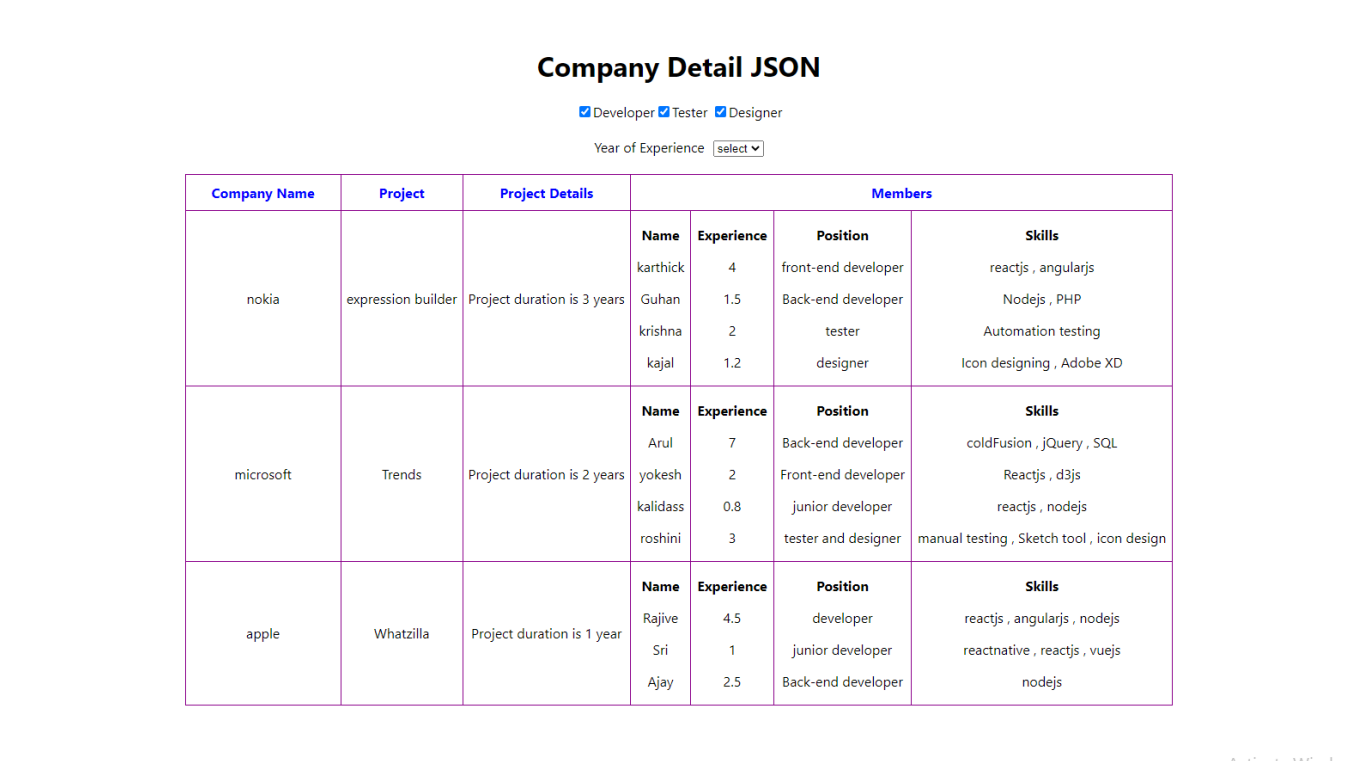 Company Detail JSON
Developer Tester Designer
Year of Experience select
Company Name Project Project Details Members
nokia expression builder Project duration is 3 years
Name Experience Position Skills
karthick 4 front-end developer reactjs , angularjs
Guhan 1.5 Back-end developer Nodejs , PHP
krishna 2 tester Automation testing
kajal 1.2 designer Icon designing , Adobe XD
microsoft Trends Project duration is 2 years
Name Experience Position Skills
Arul 7 Back-end developer coldFusion , jQuery , SQL
yokesh 2 Front-end developer Reactjs , d3js
kalidass 0.8 junior developer reactjs , nodejs
roshini 3 tester and designer manual testing , Sketch tool , icon design
apple Whatzilla Project duration is 1 year
Name Experience Position Skills
Rajive 4.5 developer reactjs , angularjs , nodejs
Sri 1 junior developer reactnative , reactjs , vuejs
Ajay 2.5 Back-end developer nodejs